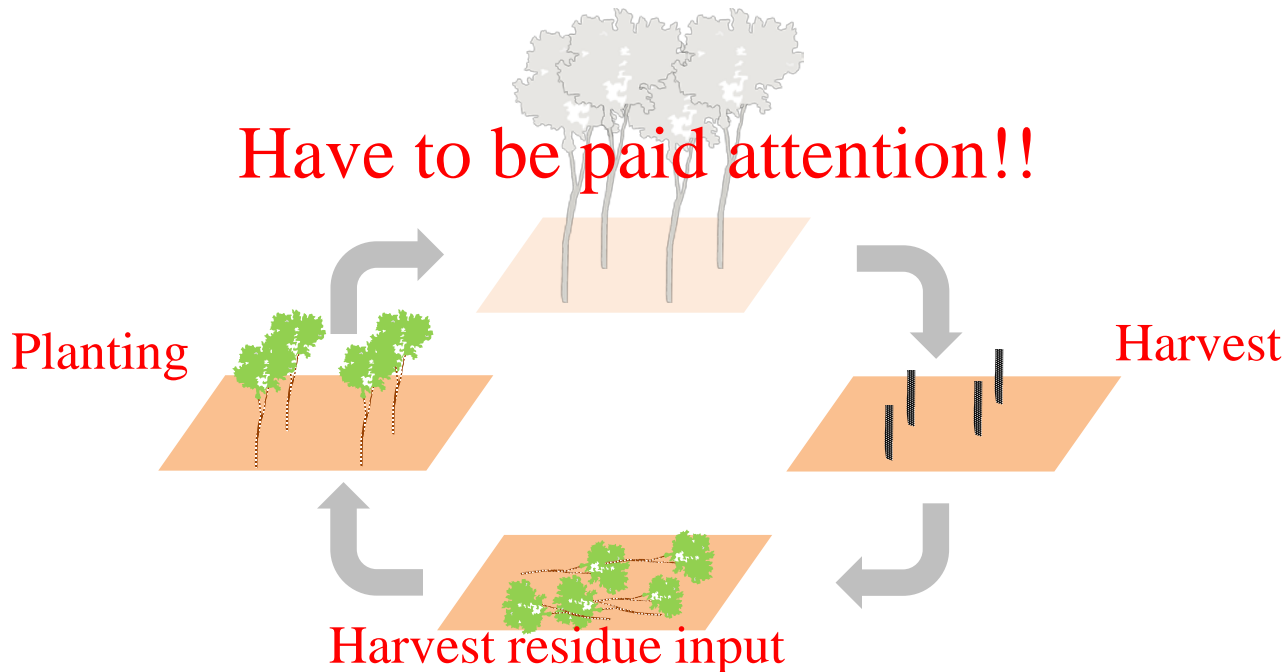 Have to be paid attention!!
Planting
Harvest
Harvest residue input